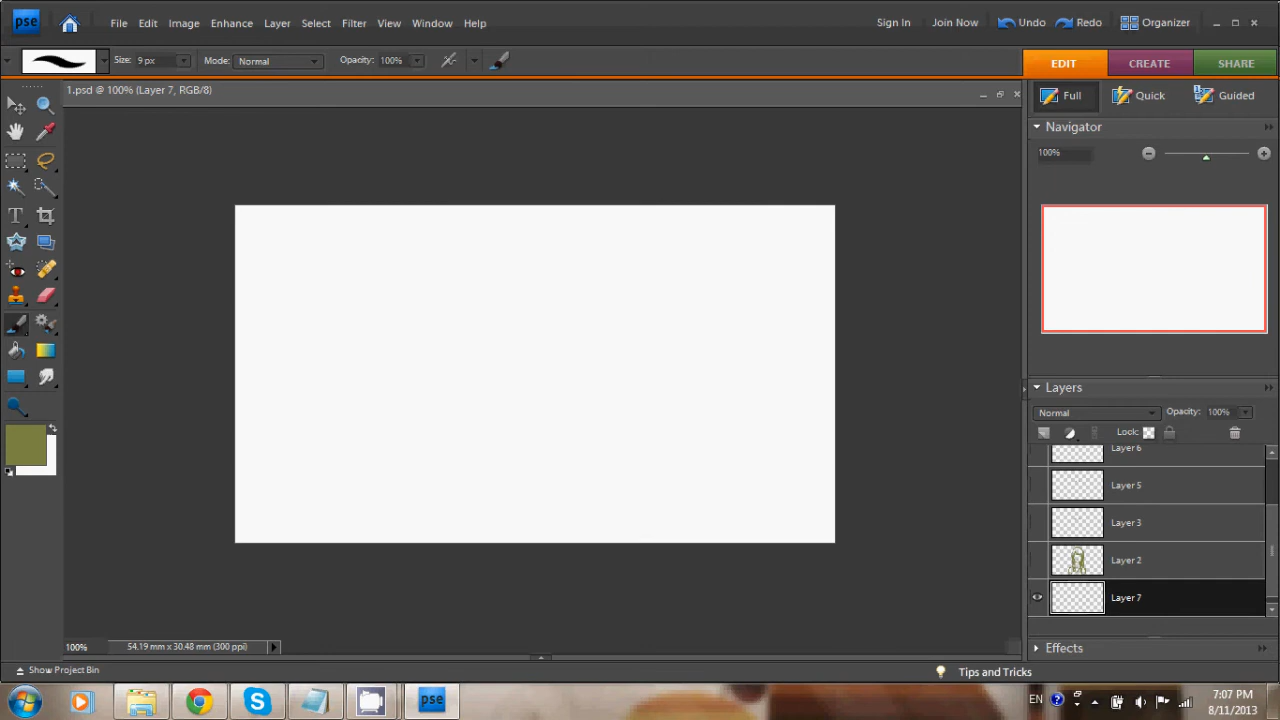 pse File Edit Image Enhance Layer Select Filter View Window Help Sign In Join Now Undo Redo Organizer
Size: 9 px Mode: Normal Opacity: 100% EDIT CREATE SHARE
1.psd @ 100% (Layer 7, RGB/8)
Full Quick Guided
Navigator
100%
Layers
Normal Opacity: 100%
Lock:
Layer 6
Layer 5
Layer 3
Layer 2
Layer 7
100% 54.19 mm x 30.48 mm (300 ppi)
Effects
Show Project Bin Tips and Tricks
pse EN 7:07 PM
8/11/2013